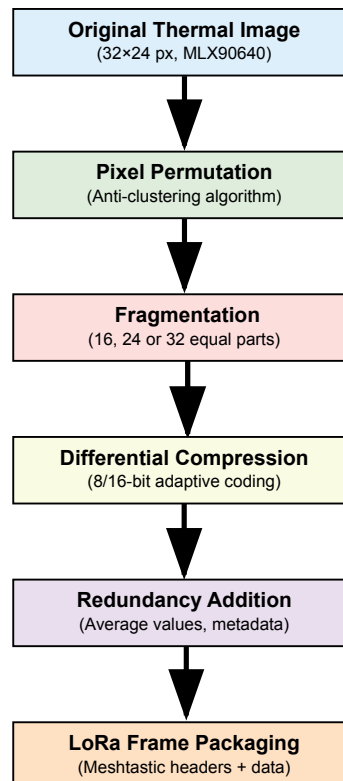 Original Thermal Image
(32×24 px, MLX90640)
Pixel Permutation
(Anti-clustering algorithm)
Fragmentation
(16, 24 or 32 equal parts)
Differential Compression
(8/16-bit adaptive coding)
Redundancy Addition
(Average values, metadata)
LoRa Frame Packaging
(Meshtastic headers + data)